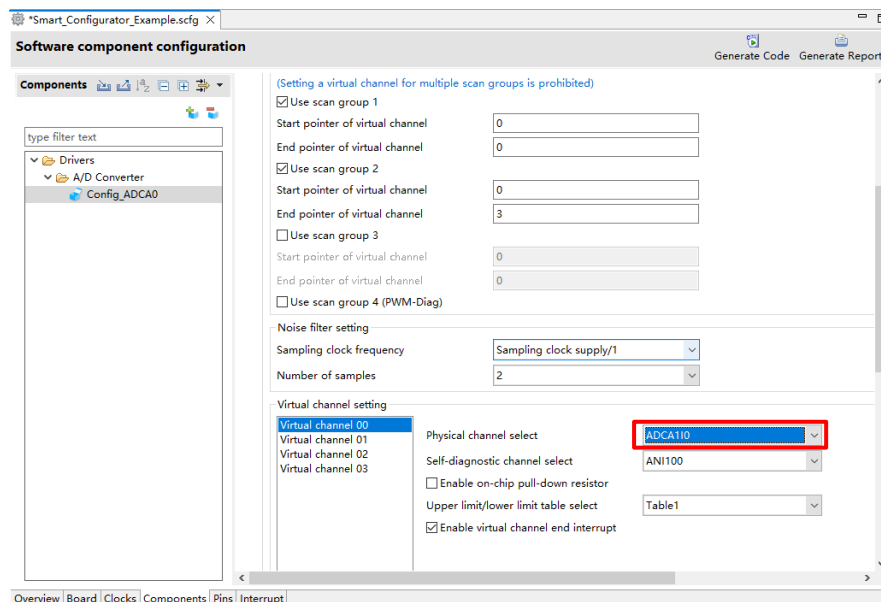 *Smart_Configurator_Example.scfg
Software component configuration
Generate Code Generate Report
Components
type filter text
Drivers
A/D Converter
Config_ADCA0
(Setting a virtual channel for multiple scan groups is prohibited)
Use scan group 1
Start pointer of virtual channel 0
End pointer of virtual channel 0
Use scan group 2
Start pointer of virtual channel 0
End pointer of virtual channel 3
Use scan group 3
Start pointer of virtual channel 0
End pointer of virtual channel 0
Use scan group 4 (PWM-Diag)
Noise filter setting
Sampling clock frequency Sampling clock supply/1
Number of samples 2
Virtual channel setting
Virtual channel 00
Virtual channel 01
Virtual channel 02
Virtual channel 03
Physical channel select ADCA1I0
Self-diagnostic channel select ANI100
Enable on-chip pull-down resistor
Upper limit/lower limit table select Table1
Enable virtual channel end interrupt
Overview Board Clocks Components Pins Interrupt